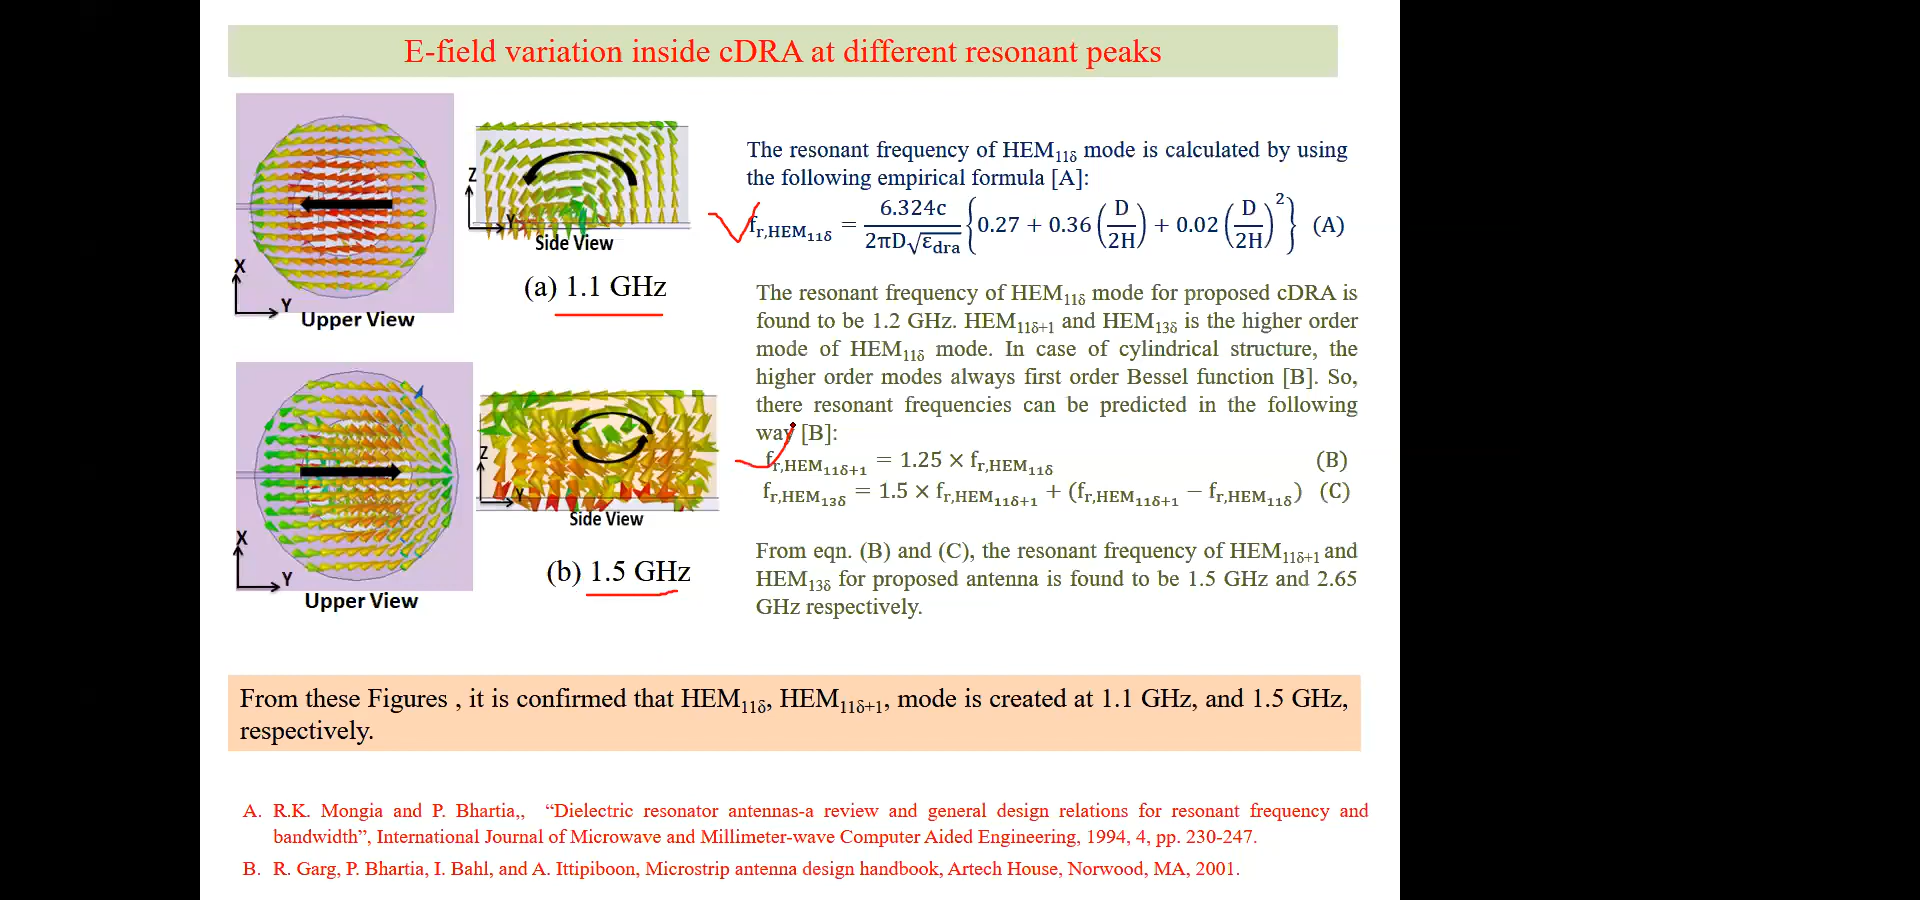 E-field variation inside cDRA at different resonant peaks
X
Y
Upper View
Z
Y
Side View
(a) 1.1 GHz
X
Y
Upper View
Z
Y
Side View
(b) 1.5 GHz
The resonant frequency of HEM₁₁δ mode is calculated by using
the following empirical formula [A]:
f_r,HEM₁₁δ = 6.324c / 2πD√ε_dra {0.27 + 0.36 (D/2H) + 0.02 (D/2H)²} (A)
The resonant frequency of HEM₁₁δ mode for proposed cDRA is
found to be 1.2 GHz. HEM₁₁δ₊₁ and HEM₁₃δ is the higher order
mode of HEM₁₁δ mode. In case of cylindrical structure, the
higher order modes always first order Bessel function [B]. So,
there resonant frequencies can be predicted in the following
way [B]:
f_r,HEM₁₁δ₊₁ = 1.25 × f_r,HEM₁₁δ (B)
f_r,HEM₁₃δ = 1.5 × f_r,HEM₁₁δ₊₁ + (f_r,HEM₁₁δ₊₁ − f_r,HEM₁₁δ) (C)
From eqn. (B) and (C), the resonant frequency of HEM₁₁δ₊₁ and
HEM₁₃δ for proposed antenna is found to be 1.5 GHz and 2.65
GHz respectively.
From these Figures , it is confirmed that HEM₁₁δ, HEM₁₁δ₊₁, mode is created at 1.1 GHz, and 1.5 GHz,
respectively.
A. R.K. Mongia and P. Bhartia,, “Dielectric resonator antennas-a review and general design relations for resonant frequency and
bandwidth”, International Journal of Microwave and Millimeter-wave Computer Aided Engineering, 1994, 4, pp. 230-247.
B. R. Garg, P. Bhartia, I. Bahl, and A. Ittipiboon, Microstrip antenna design handbook, Artech House, Norwood, MA, 2001.